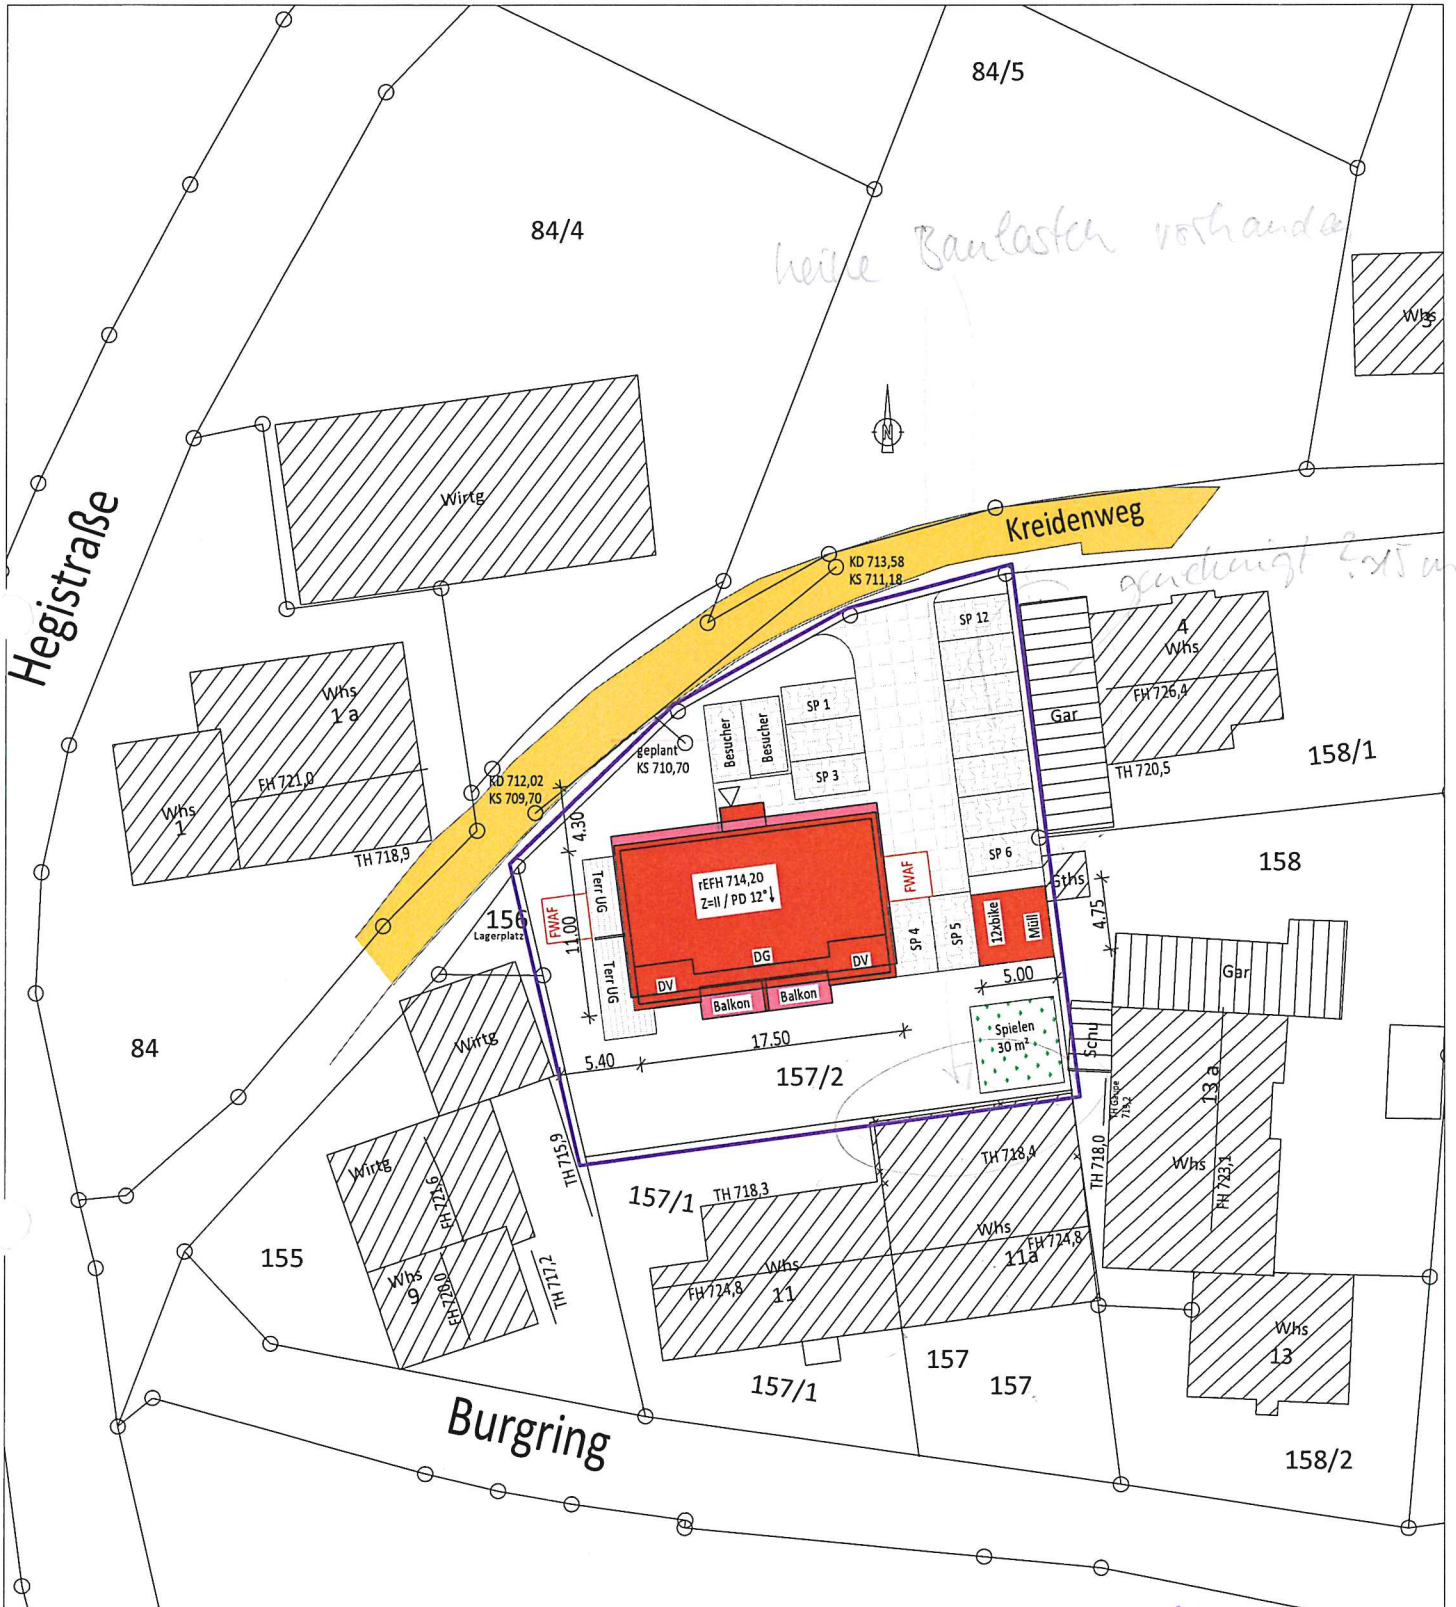 84/5
84/4
keine Baulasten vorhanden
Whs
3
Hegistraße
Wirtg
N
Kreidenweg
KD 713,58
KS 711,18
genehmigt
SP 12
4
Whs
FH 726,4
Whs
1 a
Gar
SP 1
Besucher
Besucher
geplant
KS 710,70
158/1
TH 720,5
FH 721,0
KD 712,02
KS 709,70
SP 3
Whs
1
4.30
TH 718,9
SP 6
158
rEFH 714,20
Z=II / PD 12°↓
Terr UG
FWAF
Gths
156
Lagerplatz
FWAF
11.00
4.75
SP 4
SP 5
12xbike
Müll
DG
DV
DV
Terr UG
Gar
5.00
Balkon
Balkon
Spielen
30 m²
Schu
84
Wirtg
17.50
5.40
157/2
13 a
TH Gaupe
715,2
TH 715,9
TH 718,4
Wirtg
TH 718,0
Whs
FH 723,1
157/1
TH 718,3
FH 721,6
Whs
11a
FH 724,8
155
Whs
9
FH 720,0
TH 717,2
Whs
11
FH 724,8
Whs
13
157
157
157/1
Burgring
158/2